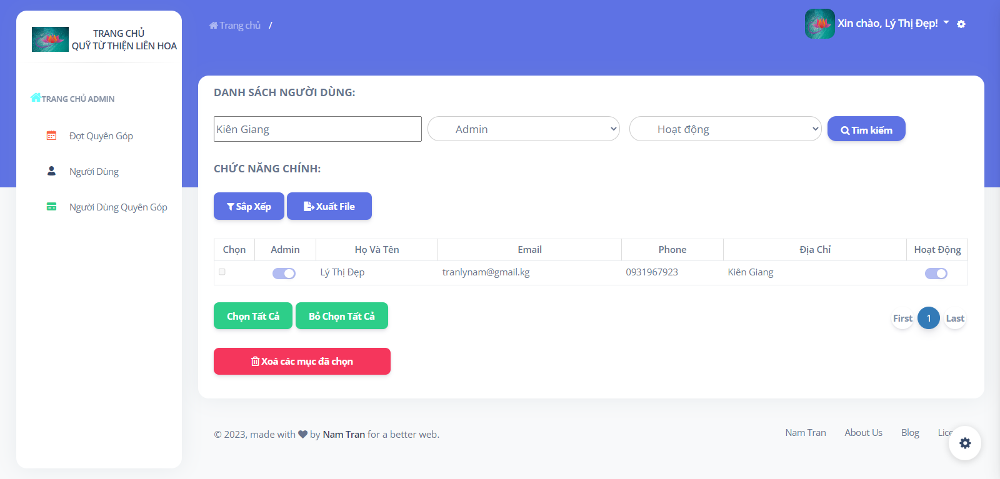 TRANG CHỦ
QUỸ TỪ THIỆN LIÊN HOA
TRANG CHỦ ADMIN
Đợt Quyên Góp
Người Dùng
Người Dùng Quyên Góp
Trang chủ /
Xin chào, Lý Thị Đẹp!
DANH SÁCH NGƯỜI DÙNG:
Kiên Giang Admin Hoạt động Tìm kiếm
CHỨC NĂNG CHÍNH:
Sắp Xếp Xuất File
Chọn Admin Họ Và Tên Email Phone Địa Chỉ Hoạt Động
Lý Thị Đẹp tranlynam@gmail.kg 0931967923 Kiên Giang
Chọn Tất Cả Bỏ Chọn Tất Cả
First 1 Last
Xoá các mục đã chọn
© 2023, made with by Nam Tran for a better web.
Nam Tran About Us Blog